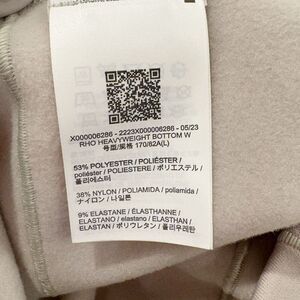 X000006286 - 2223X000006286 - 05/23
RHO HEAVYWEIGHT BOTTOM W
号型/規格 170/82A(L)
53% POLYESTER / POLIÉSTER /
poliéster / POLIESTERE / ポリエステル /
폴리에스터
38% NYLON / POLIAMIDA / poliamida /
ナイロン / 나일론
9% ELASTANE / ÉLASTHANNE /
ELASTANO / elastano / ÉLASTHAN /
ELASTAN / ポリウレタン / 폴리우레탄